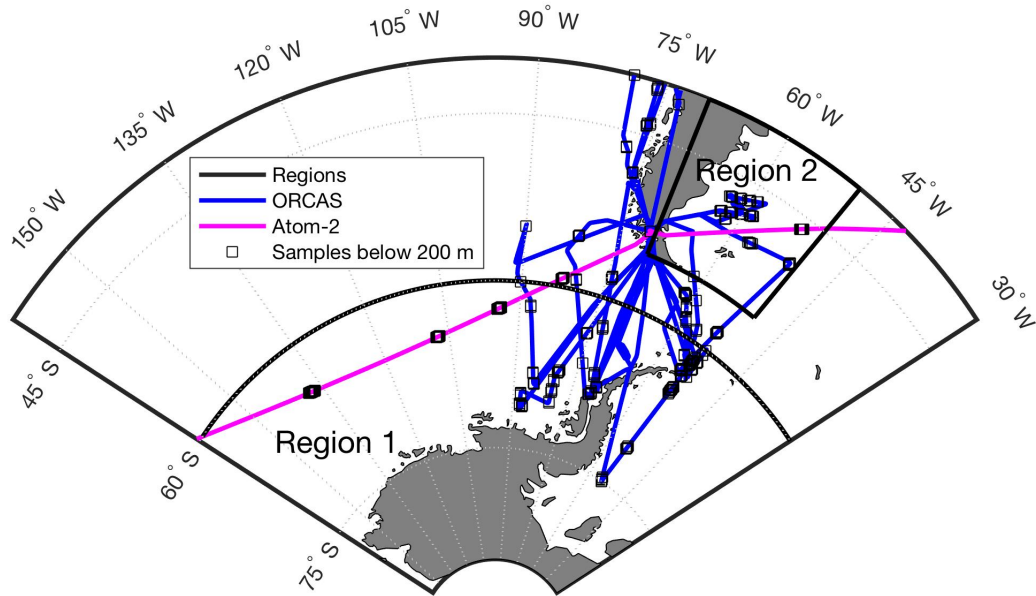 90° W
105° W
75° W
120° W
60° W
135° W
45° W
150° W
30° W
Regions
ORCAS
Atom-2
Samples below 200 m
Region 2
Region 1
45° S
60° S
75° S